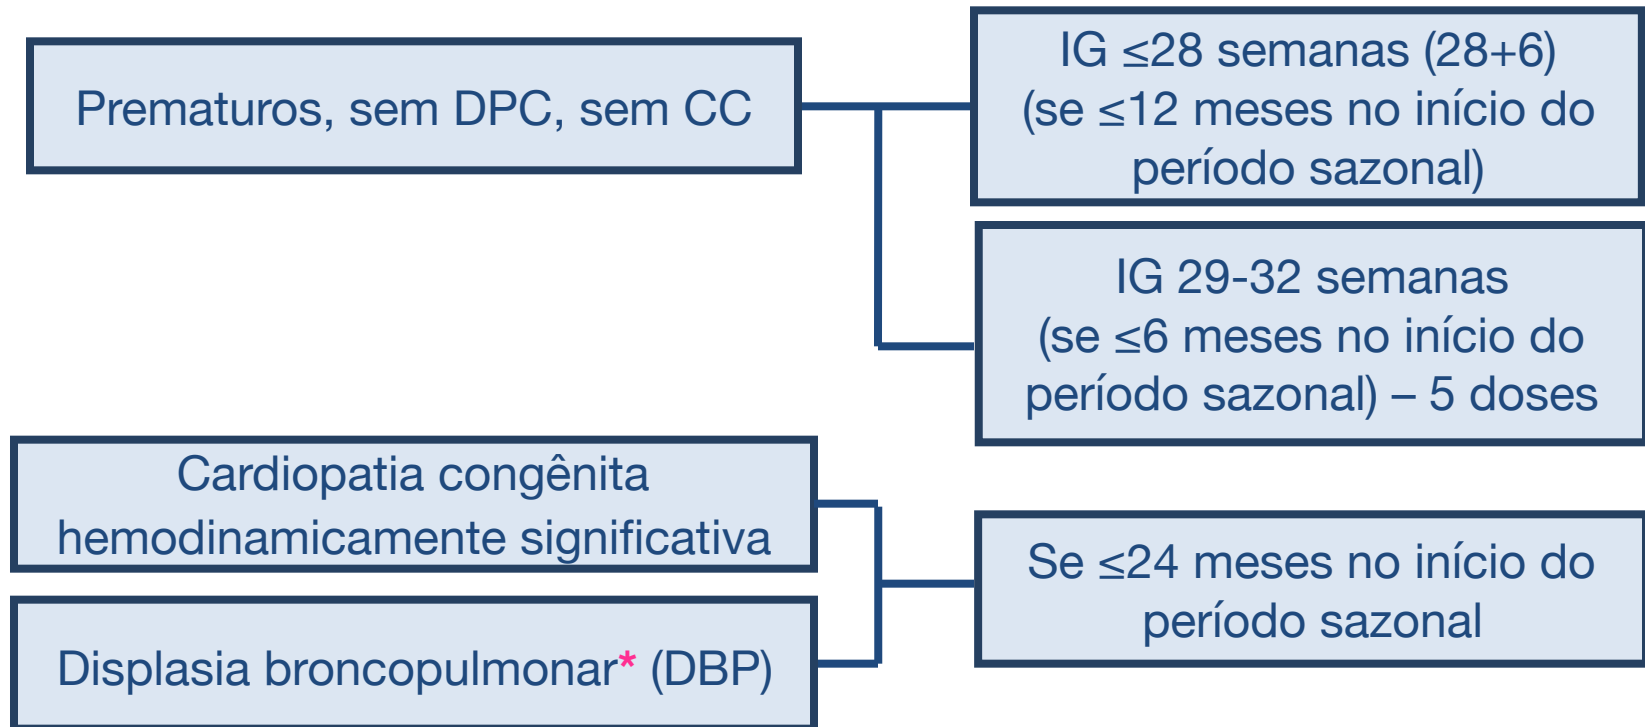 Prematuros, sem DPC, sem CC
IG ≤28 semanas (28+6)
(se ≤12 meses no início do
período sazonal)
IG 29-32 semanas
(se ≤6 meses no início do
período sazonal) – 5 doses
Cardiopatia congênita
hemodinamicamente significativa
Displasia broncopulmonar* (DBP)
Se ≤24 meses no início do
período sazonal